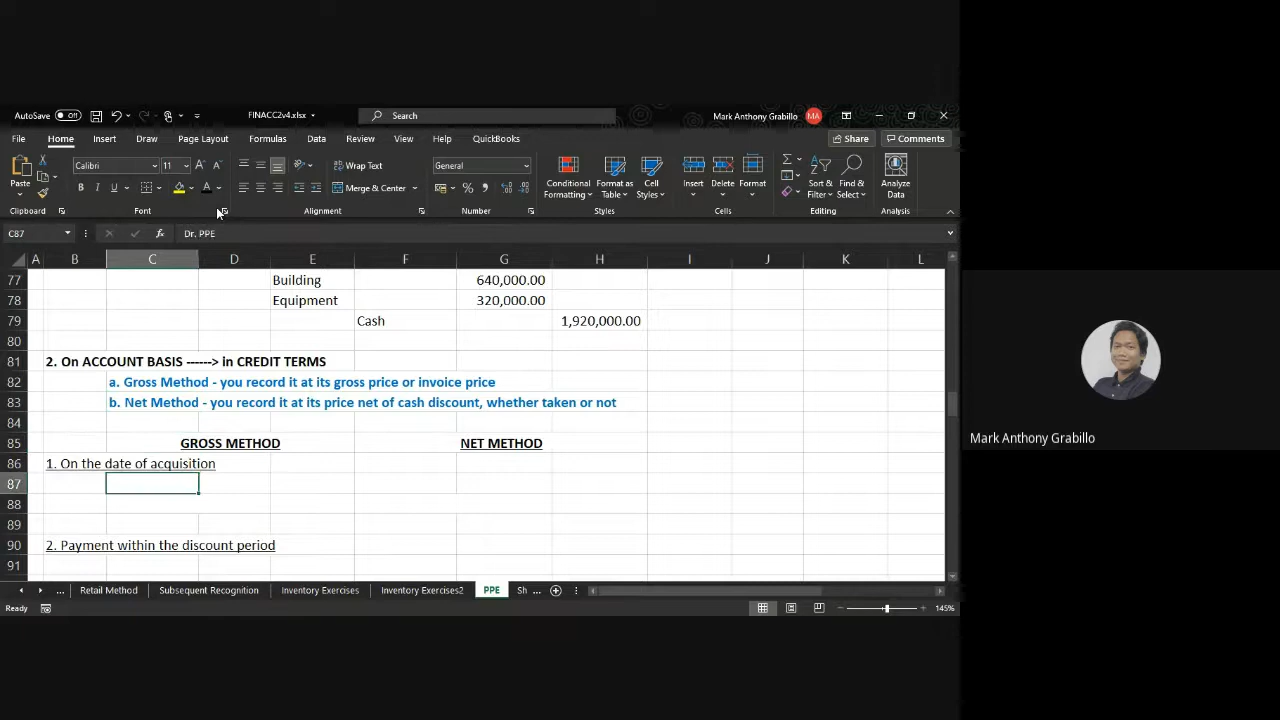 AutoSave Off FINACC2v4.xlsx Search Mark Anthony Grabillo MA
File Home Insert Draw Page Layout Formulas Data Review View Help QuickBooks Share Comments
Paste Calibri 11 Wrap Text General Conditional Formatting Format as Table Cell Styles Insert Delete Format Sort & Filter Find & Select Analyze Data
B I U A Merge & Center % ,
Clipboard Font Alignment Number Styles Cells Editing Analysis
C87 fx Dr. PPE
A B C D E F G H I J K L
77 Building 640,000.00
78 Equipment 320,000.00
79 Cash 1,920,000.00
80
81 2. On ACCOUNT BASIS ------> in CREDIT TERMS
82 a. Gross Method - you record it at its gross price or invoice price
83 b. Net Method - you record it at its price net of cash discount, whether taken or not
84
85 GROSS METHOD NET METHOD
86 1. On the date of acquisition
87
88
89
90 2. Payment within the discount period
91
... Retail Method Subsequent Recognition Inventory Exercises Inventory Exercises2 PPE Sh ...
Ready 145%
Mark Anthony Grabillo